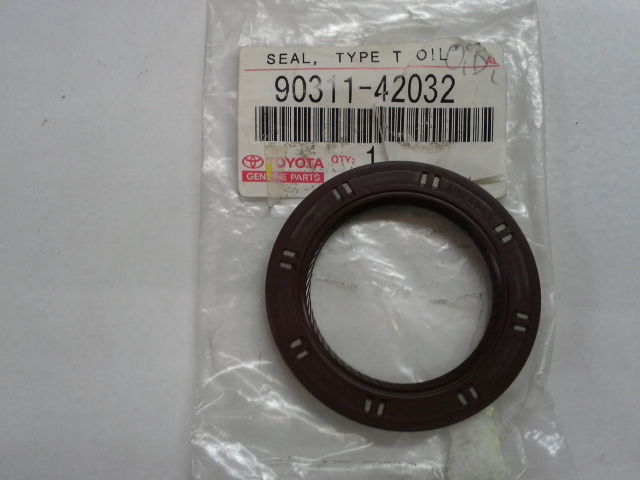 SEAL, TYPE T OIL
90311-42032
TOYOTA QTY: 1
GENUINE PARTS